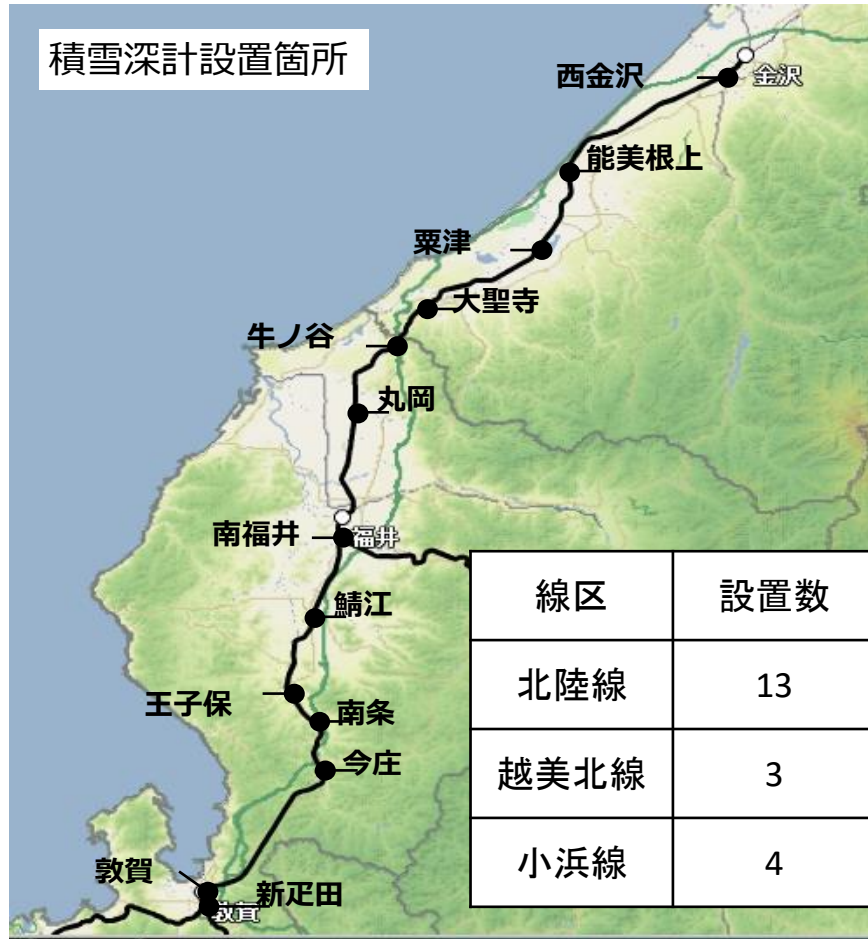 積雪深計設置箇所
西金沢
金沢
能美根上
粟津
大聖寺
牛ノ谷
丸岡
南福井
福井
鯖江
王子保
南条
今庄
敦賀
新疋田
敦賀
線区 設置数
北陸線 13
越美北線 3
小浜線 4